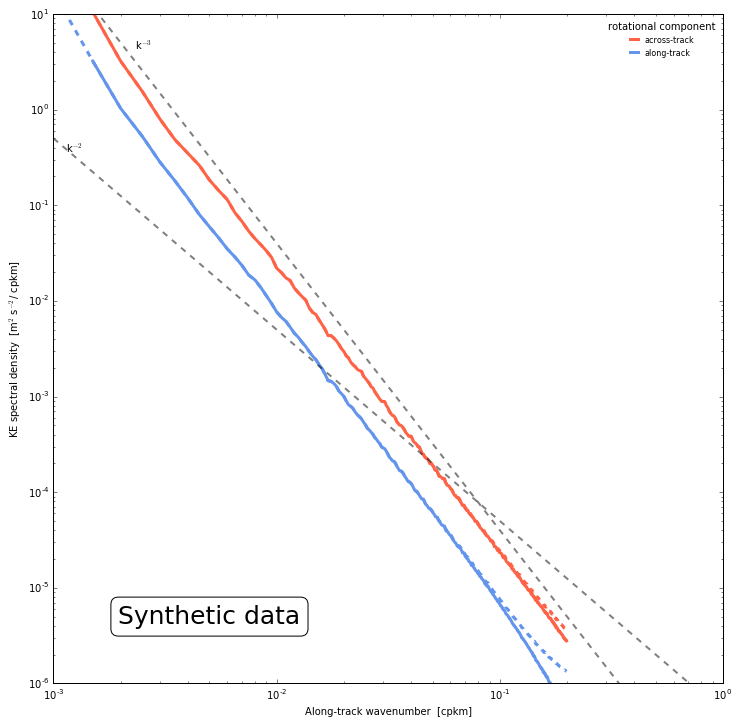 rotational component
across-track
along-track
k⁻³
k⁻²
10¹
10⁰
10⁻¹
10⁻²
10⁻³
10⁻⁴
10⁻⁵
10⁻⁶
KE spectral density [m² s⁻²/ cpkm]
Synthetic data
10⁻³ 10⁻² 10⁻¹ 10⁰
Along-track wavenumber [cpkm]